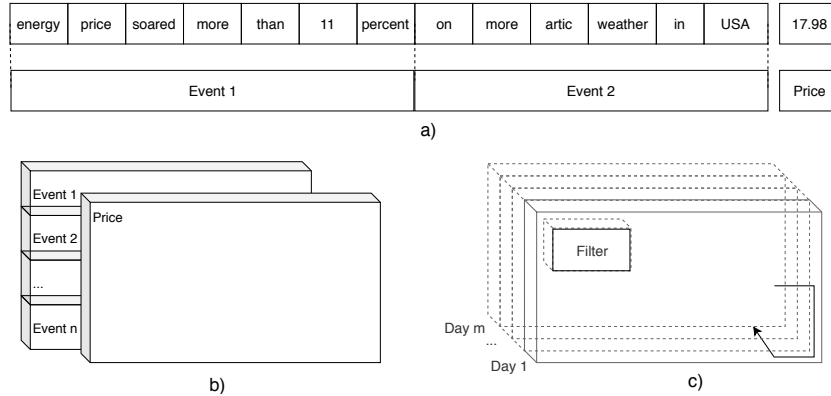 energy price soared more than 11 percent on more artic weather in USA 17.98
Event 1 Event 2 Price
a)
Event 1
Price
Event 2
...
Event n
b)
Filter
Day m
...
Day 1
c)